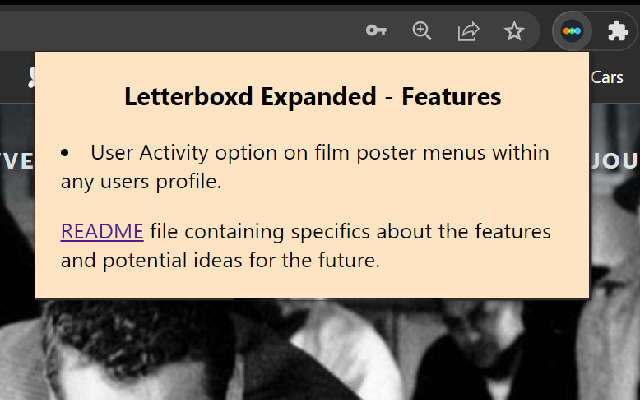 Cars
Letterboxd Expanded - Features
• User Activity option on film poster menus within
any users profile.
README file containing specifics about the features
and potential ideas for the future.
VE
JOU